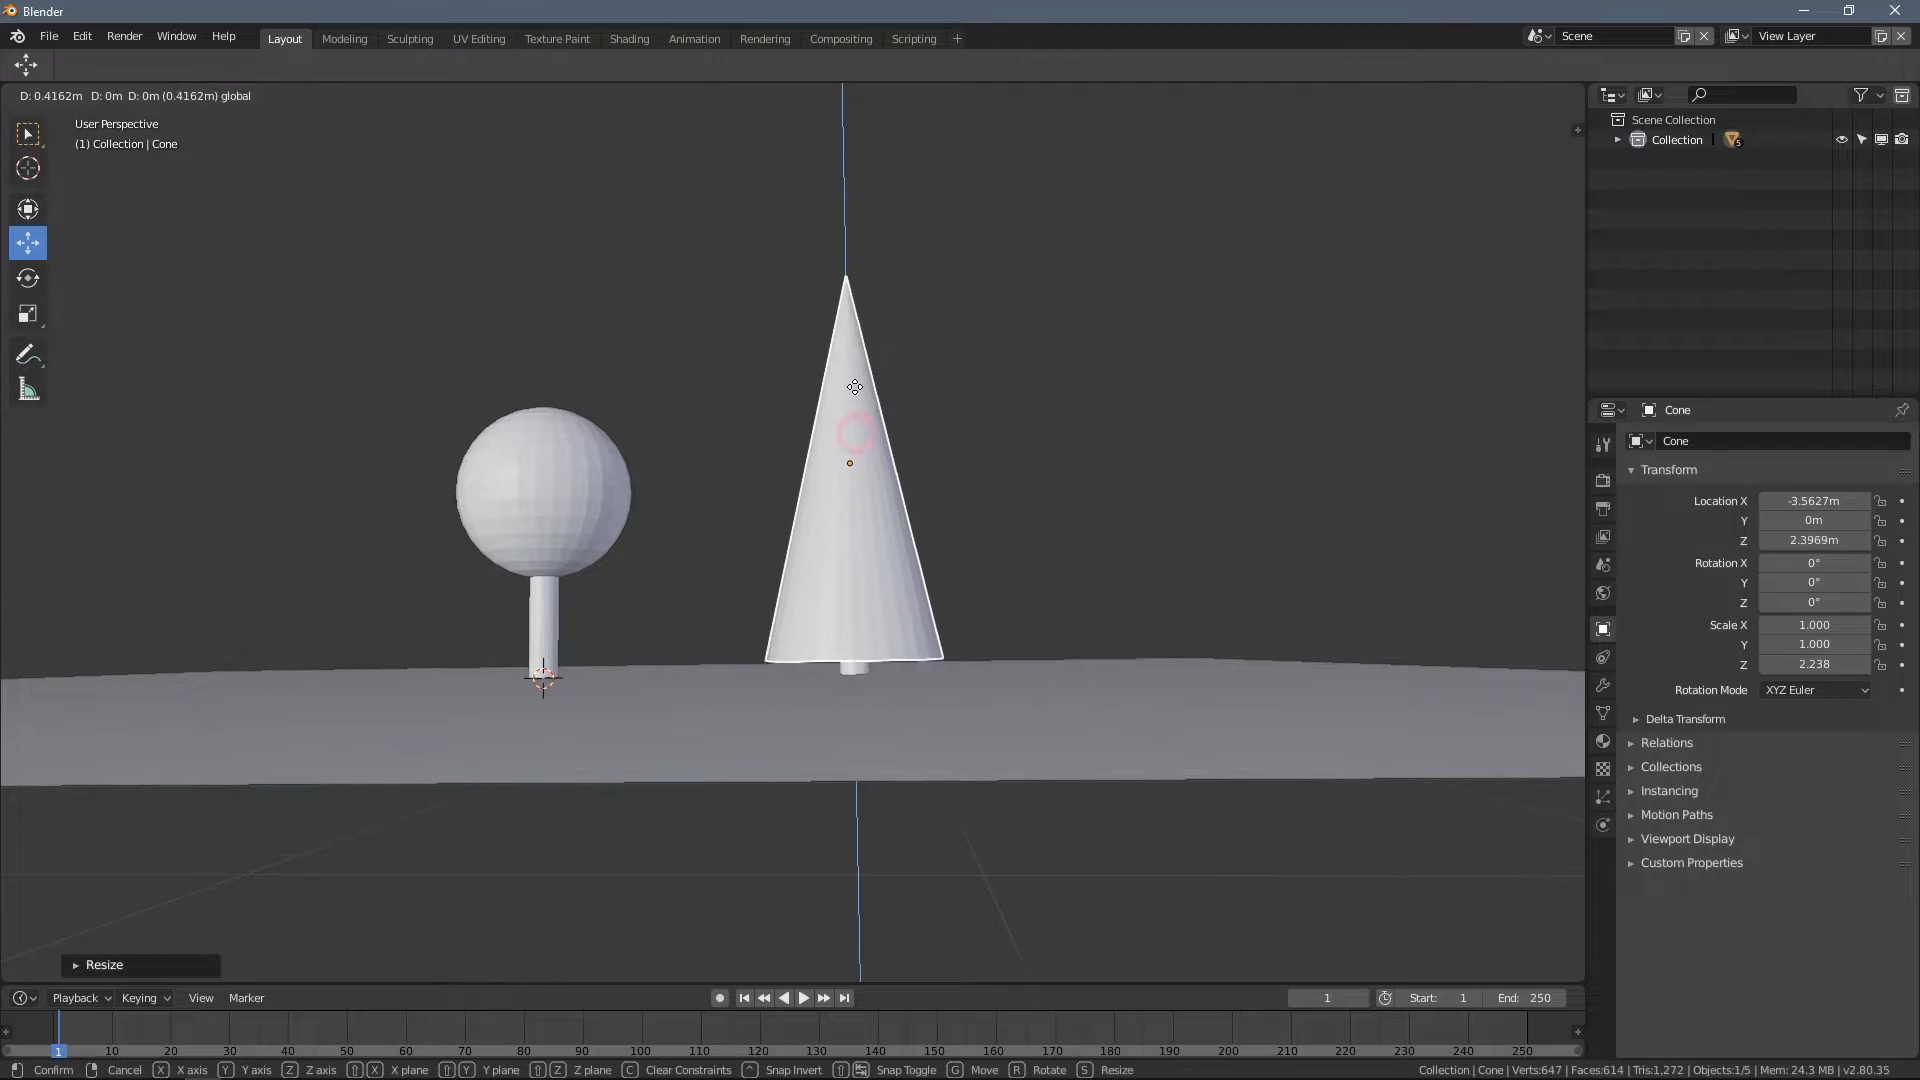 Blender
File Edit Render Window Help Layout Modeling Sculpting UV Editing Texture Paint Shading Animation Rendering Compositing Scripting + Scene View Layer
D: 0.4162m D: 0m D: 0m (0.4162m) global
User Perspective
(1) Collection | Cone
Scene Collection
Collection 5
Cone
Cone
Transform
Location X -3.5627m
Y 0m
Z 2.3969m
Rotation X 0°
Y 0°
Z 0°
Scale X 1.000
Y 1.000
Z 2.238
Rotation Mode XYZ Euler
Delta Transform
Relations
Collections
Instancing
Motion Paths
Viewport Display
Custom Properties
Resize
Playback Keying View Marker 1 Start: 1 End: 250
1 10 20 30 40 50 60 70 80 90 100 110 120 130 140 150 160 170 180 190 200 210 220 230 240 250
Confirm Cancel X X axis Y Y axis Z Z axis X X plane Y Y plane Z Z plane C Clear Constraints ^ Snap Invert Snap Toggle G Move R Rotate S Resize Collection | Cone | Verts:647 | Faces:614 | Tris:1,272 | Objects:1/5 | Mem: 24.3 MB | v2.80.35